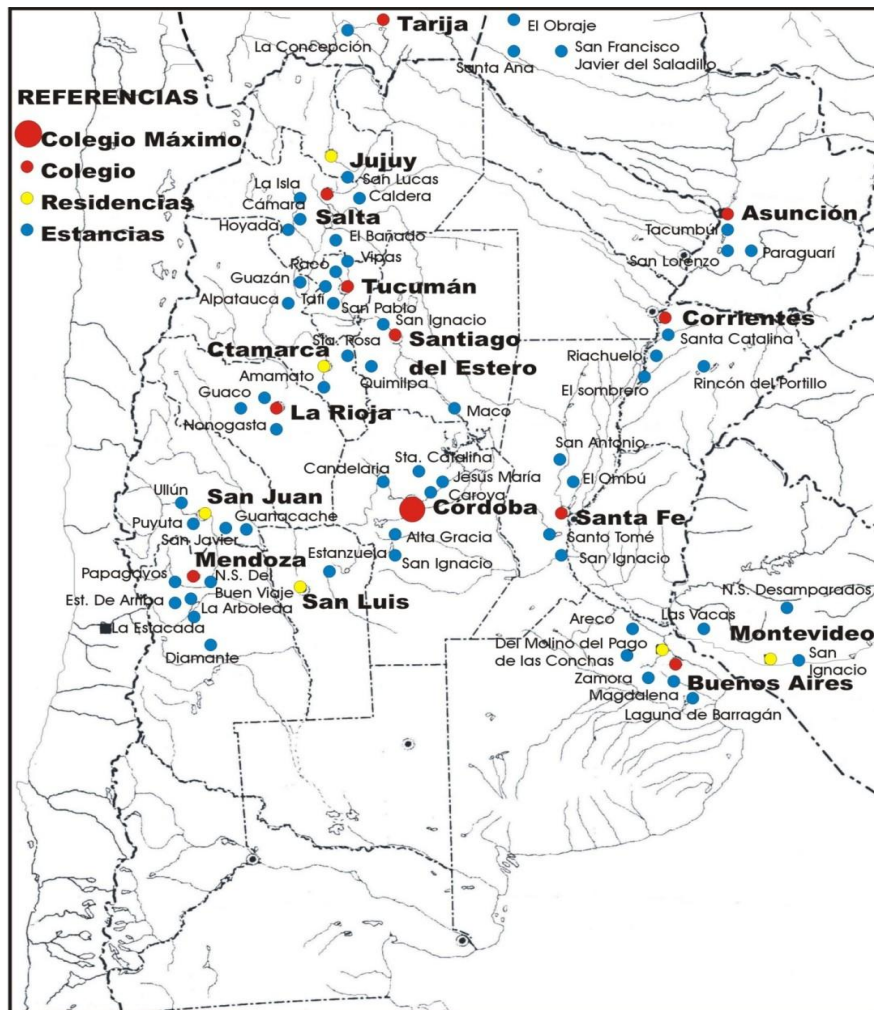 Tarija
El Obraje
La Concepción
San Francisco
Javier del Saladillo
Santa Ana
REFERENCIAS
Colegio Máximo
Colegio
Residencias
Estancias
Jujuy
San Lucas
La Isla
Cámara
Caldera
Salta
Hoyada
El Bañado
Asunción
Tacumbú
San Lorenzo
Paraguarí
Vipas
Raco
Guazán
Tucumán
Alpatauca
Tafí
San Pablo
San Ignacio
Corrientes
Santa Catalina
Sta. Rosa
Santiago
del Estero
Ctamarca
Riachuelo
Amamato
Quimilpa
El sombrero
Rincón del Portillo
Guaco
La Rioja
Maco
Nonogasta
San Antonio
Sta. Catalina
Candelaria
Jesus María
El Ombú
Caroya
Ullún
San Juan
Córdoba
Santa Fe
Puyuta
Guanacache
San Javier
Alta Gracia
Santo Tomé
Mendoza
Estanzuela
San Ignacio
San Ignacio
Papagayos
N.S. Del
Buen Viaje
San Luis
Est. De Arriba
La Arboleda
N.S. Desamparados
La Estacada
Areco
Las Vacas
Montevideo
Diamante
Del Molino del Pago
de las Conchas
San
Ignacio
Zamora
Buenos Aires
Magdalena
Laguna de Barragán